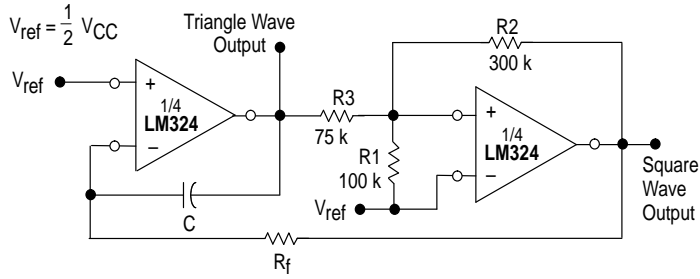 V_ref = 1/2 V_CC
Triangle Wave
Output
R2
300 k
V_ref
+
1/4
LM324
−
R3
75 k
+
1/4
LM324
−
R1
100 k
Square
Wave
Output
C
V_ref
R_f